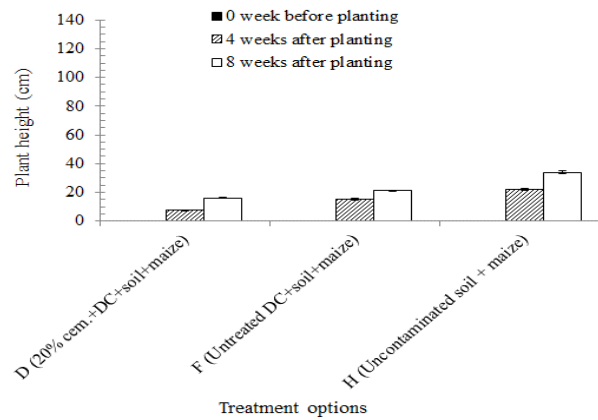 0 week before planting
4 weeks after planting
8 weeks after planting
Plant height (cm)
140
120
100
80
60
40
20
0
D (20% cem.+DC+soil+maize)
F (Untreated DC+soil+maize)
H (Uncontaminated soil + maize)
Treatment options